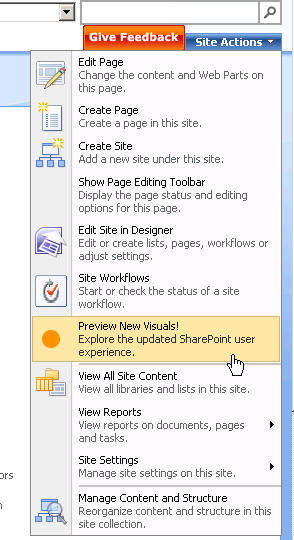 Give Feedback
Site Actions
Edit Page
Change the content and Web Parts on
this page.
Create Page
Create a page in this site.
Create Site
Add a new site under this site.
Show Page Editing Toolbar
Display the page status and editing
options for this page.
Edit Site in Designer
Edit or create lists, pages, workflows or
adjust settings.
Site Workflows
Start or check the status of a site
workflow.
Preview New Visuals!
Explore the updated SharePoint user
experience.
View All Site Content
View all libraries and lists in this site.
View Reports
View reports on documents, pages
and tasks.
Site Settings
Manage site settings on this site.
ors
Manage Content and Structure
Reorganize content and structure in this
site collection.